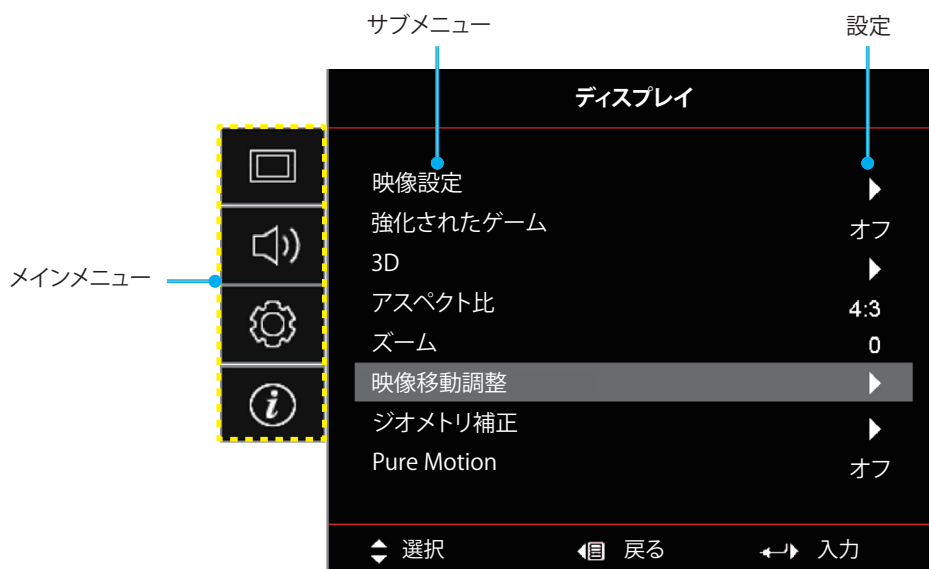 サブメニュー 設定
ディスプレイ
映像設定
強化されたゲーム オフ
3D
メインメニュー
アスペクト比 4:3
ズーム 0
映像移動調整
ジオメトリ補正
Pure Motion オフ
選択 戻る 入力